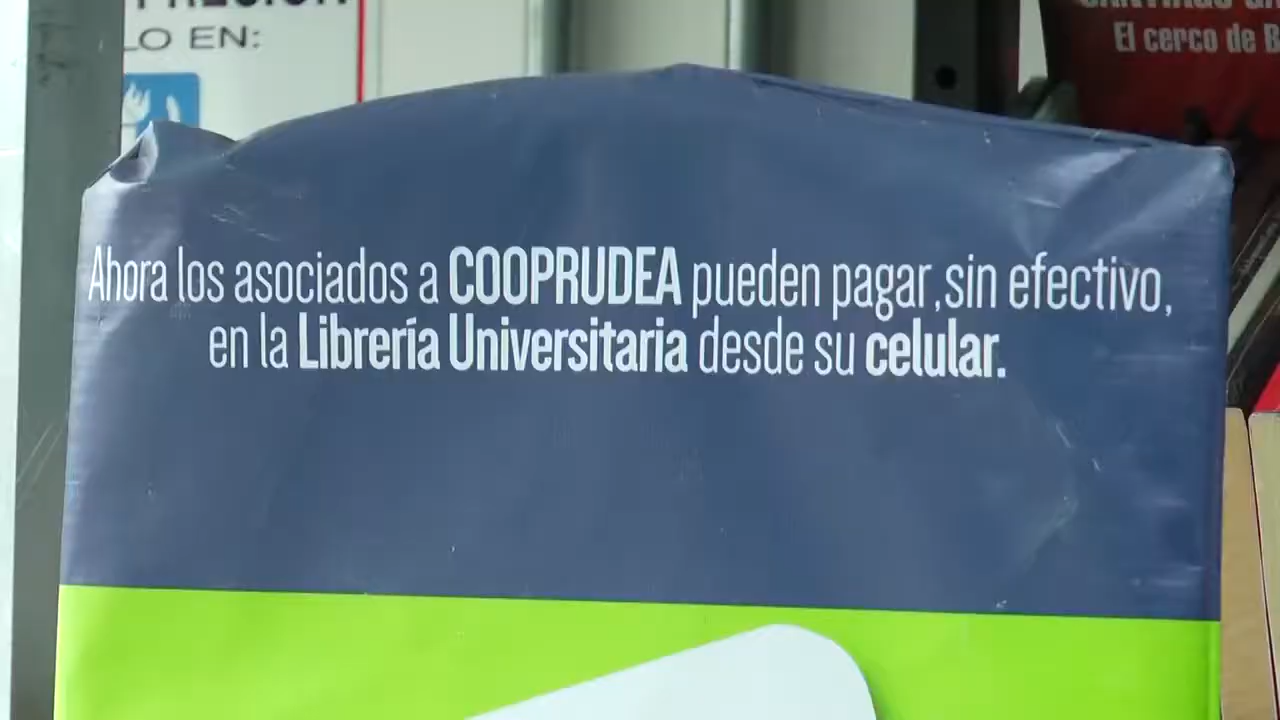 LO EN:
El cerco de
Ahora los asociados a COOPRUDEA pueden pagar,sin efectivo,
en la Librería Universitaria desde su celular.